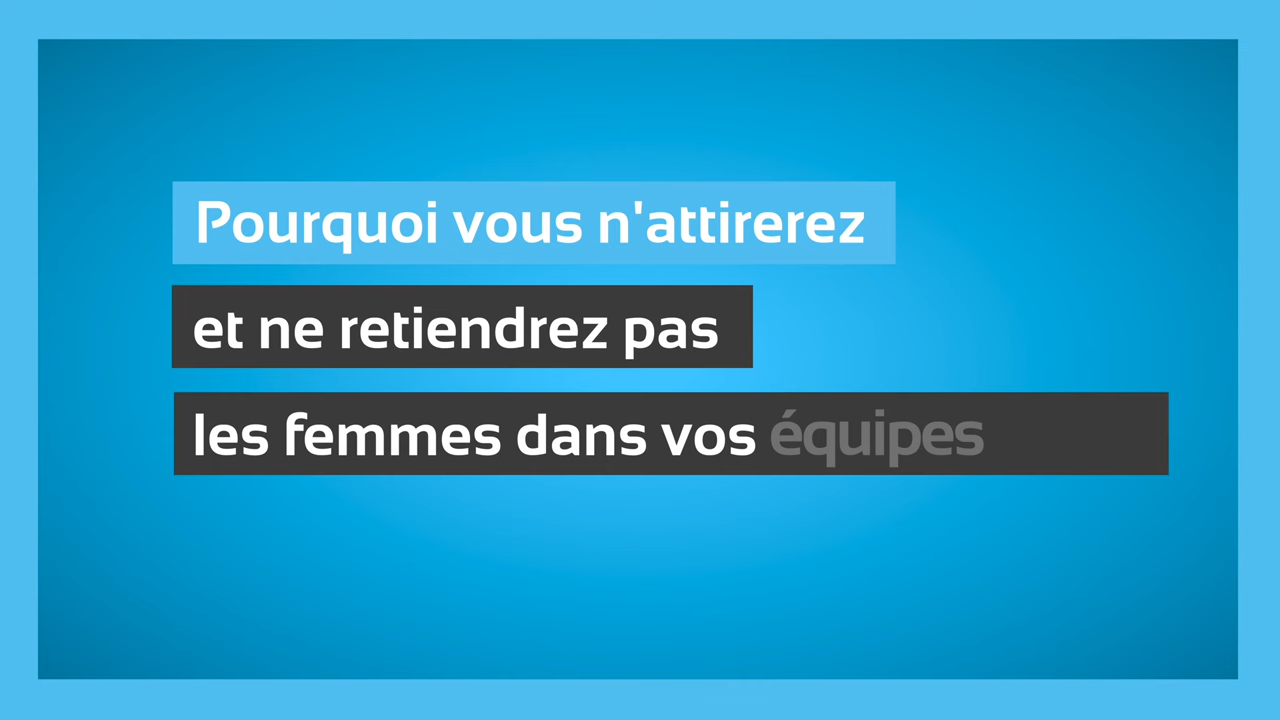 Pourquoi vous n'attirerez
et ne retiendrez pas
les femmes dans vos équipes